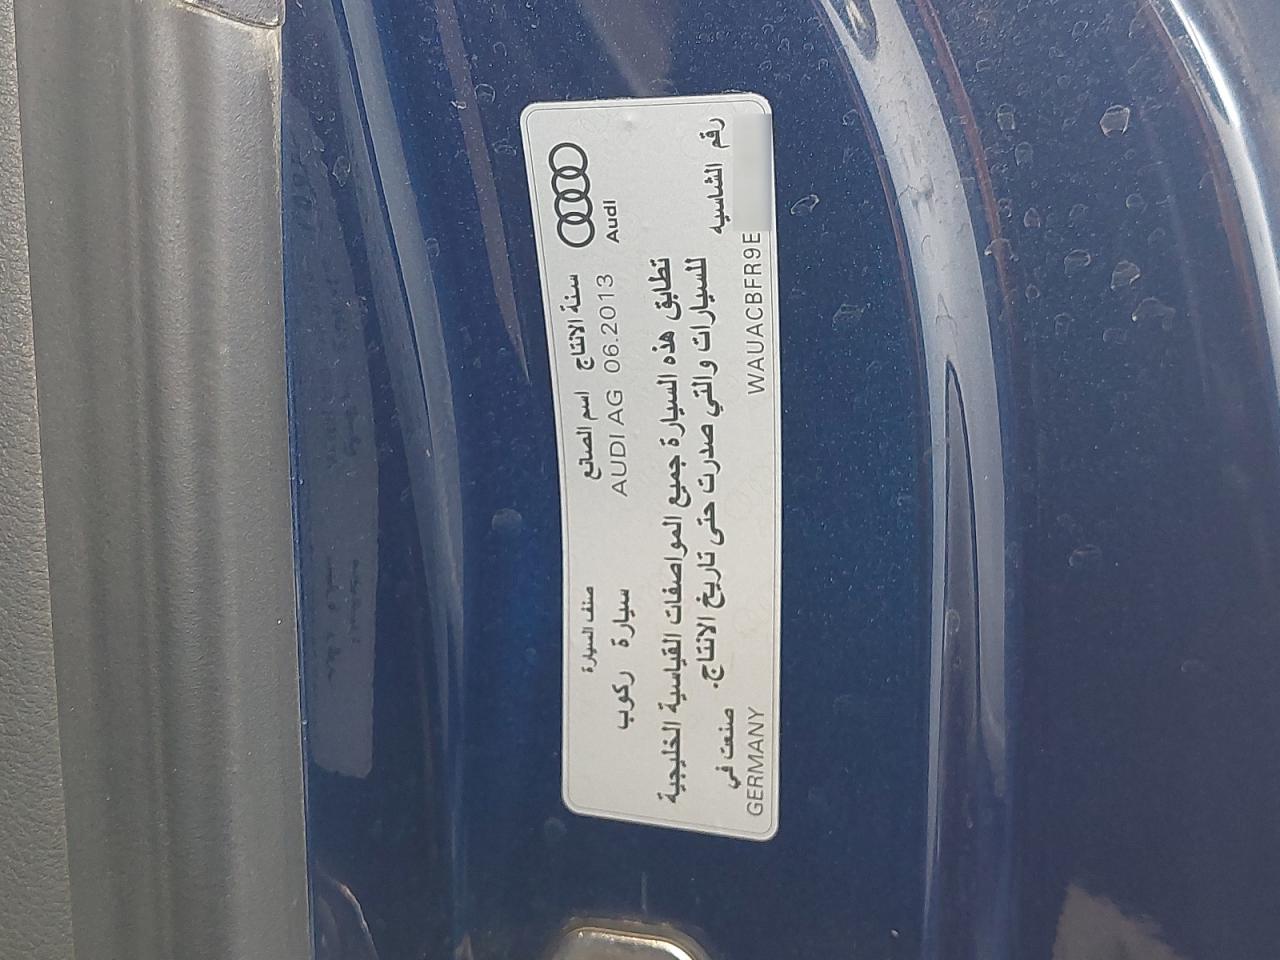 سنة الانتاج
اسم الصانع
صنف السيارة
Audi
06.2013
AUDI AG
سيارة ركوب
تطابق هذه السيارة جميع المواصفات القياسية الخليجية
للسيارات والتي صدرت حتى تاريخ الانتاج.
رقم الشاسيه
صنعت في
WAUACBFR9E
GERMANY